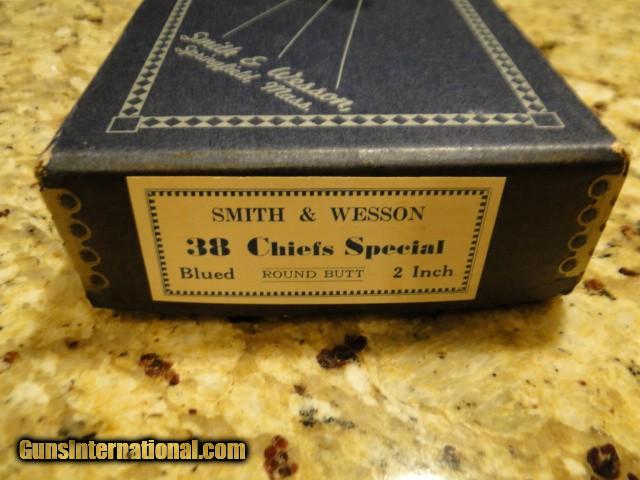 Smith & Wesson
Springfield, Mass.
SMITH & WESSON
38 Chiefs Special
Blued ROUND BUTT 2 Inch
GunsInternational.com